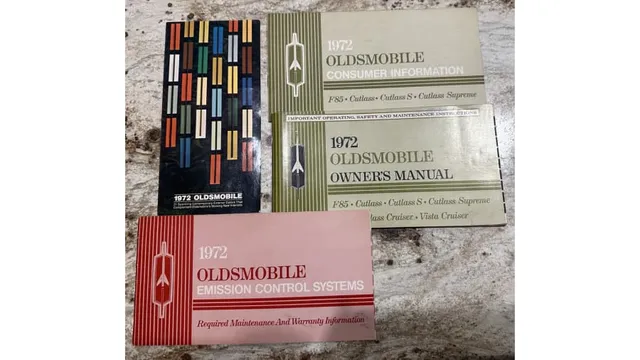 1972 OLDSMOBILE
1972
OLDSMOBILE
CONSUMER INFORMATION
F85 • Cutlass • Cutlass S • Cutlass Supreme
IMPORTANT OPERATING, SAFETY AND MAINTENANCE INSTRUCTIONS
1972
OLDSMOBILE
OWNER'S MANUAL
F85 • Cutlass • Cutlass S • Cutlass Supreme
Cruiser • Vista Cruiser
1972
OLDSMOBILE
EMISSION CONTROL SYSTEMS
Required Maintenance And Warranty Information